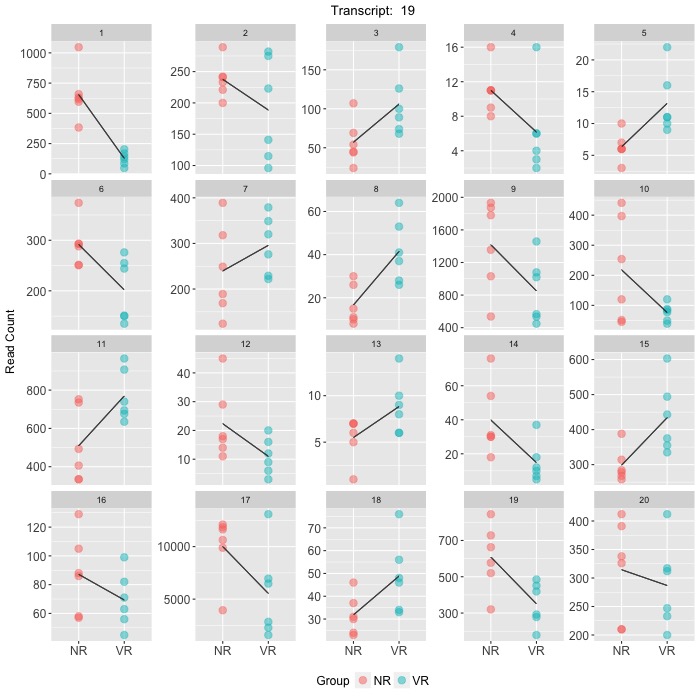 Transcript: 19
1 2 3 4 5
1000 750 500 250 0
250 200 150 100
150 100 50
16 12 8 4
20 15 10 5
6 7 8 9 10
300 200
400 300 200
60 40 20
2000 1600 1200 800 400
400 300 200 100
Read Count
11 12 13 14 15
800 600 400
40 30 20 10
10 5
60 40 20
600 500 400 300
16 17 18 19 20
120 100 80 60
10000 5000
70 60 50 40 30
700 500 300
400 350 300 250 200
NR VR NR VR NR VR NR VR NR VR
Group NR VR